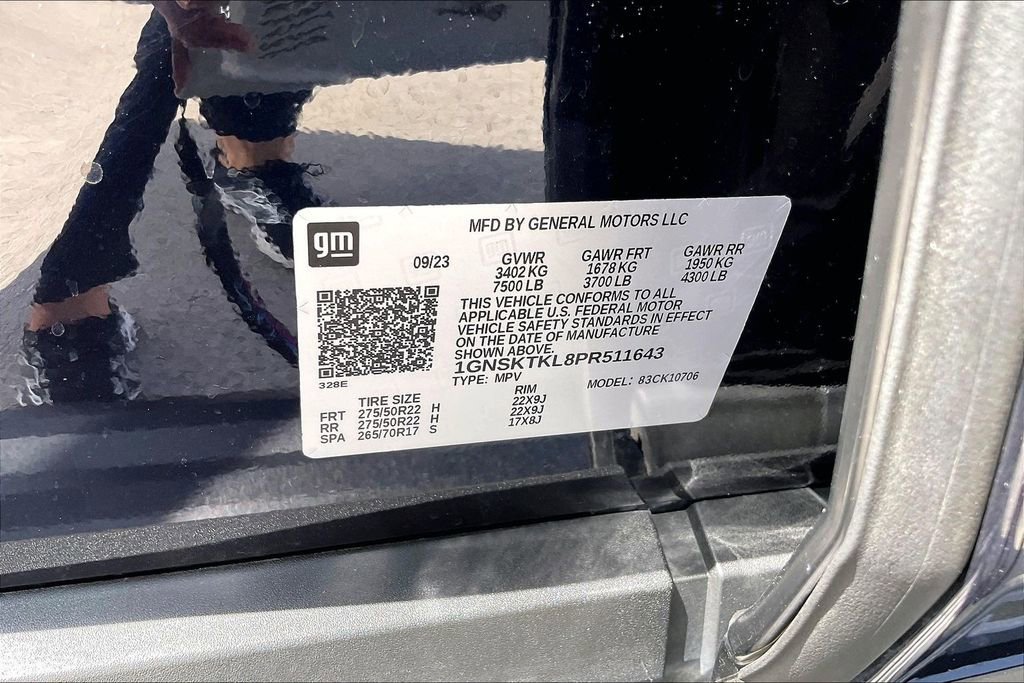 gm
MFD BY GENERAL MOTORS LLC
09/23
GVWR
3402 KG
7500 LB
GAWR FRT
1678 KG
3700 LB
GAWR RR
1950 KG
4300 LB
THIS VEHICLE CONFORMS TO ALL
APPLICABLE U.S. FEDERAL MOTOR
VEHICLE SAFETY STANDARDS IN EFFECT
ON THE DATE OF MANUFACTURE
SHOWN ABOVE.
1GNSKTKL8PR511643
TYPE: MPV MODEL: 83CK10706
328E
TIRE SIZE RIM
FRT 275/50R22 H 22X9J
RR 275/50R22 H 22X9J
SPA 265/70R17 S 17X8J